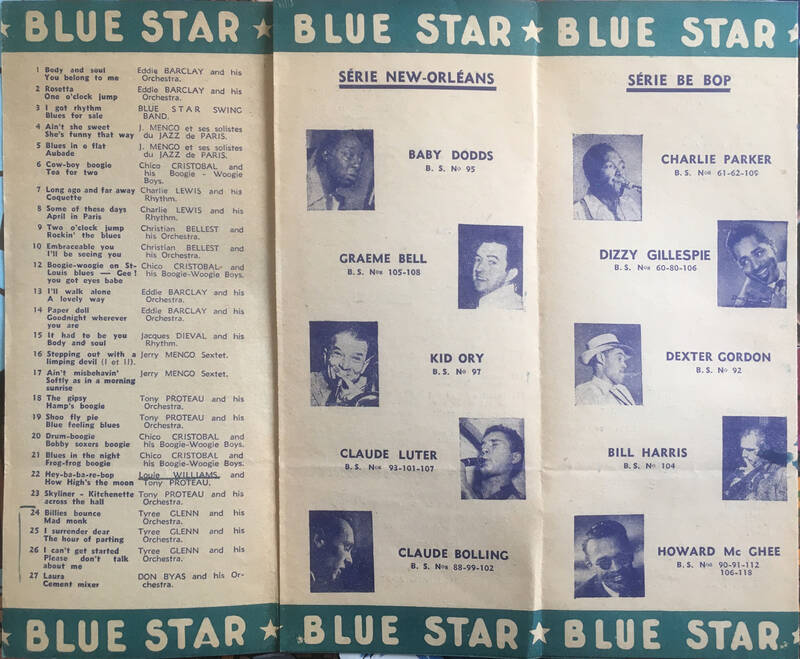 BLUE STAR
1 Body and soul Eddie BARCLAY and his
You belong to me Orchestra.
2 Rosetta Eddie BARCLAY and his
One o'clock jump Orchestra.
3 I got rhythm BLUE STAR SWING
Blues for sale BAND.
4 Ain't she sweet J. MENGO et ses solistes
She's funny that way du JAZZ de PARIS.
5 Blues in e flat J. MENGO et ses solistes
Aubade du JAZZ de PARIS.
6 Cow-boy boogie Chico CRISTOBAL and
Tea for two his Boogie - Woogie
Boys.
7 Long ago and far away Charlie LEWIS and his
Coquette Rhythm.
8 Some of these days Charlie LEWIS and his
April in Paris Rhythm.
9 Two o'clock jump Christian BELLEST and
Rockin' the blues his Orchestra.
10 Embraceable you Christian BELLEST and
I'll be seeing you his Orchestra.
12 Boogie-woogie on St- Chico CRISTOBAL and
Louis blues — Gee ! his Boogie-Woogie Boys.
you got eyes babe
13 I'll walk alone Eddie BARCLAY and his
A lovely way Orchestra.
14 Paper doll Eddie BARCLAY and his
Goodnight wherever Orchestra.
you are
15 It had to be you Jacques DIEVAL and his
Body and soul Rhythm.
16 Stepping out with a Jerry MENGO Sextet.
limping devil (I et II).
17 Ain't misbehavin' Jerry MENGO Sextet.
Softly as in a morning
sunrise
18 The gipsy Tony PROTEAU and his
Hamp's boogie Orchestra.
19 Shoo fly pie Tony PROTEAU and his
Blue feeling blues Orchestra.
20 Drum-boogie Chico CRISTOBAL and
Bobby soxers boogie his Boogie-Woogie Boys.
21 Blues in the night Chico CRISTOBAL and
Frog-frog boogie his Boogie-Woogie Boys.
22 Hey-ba-ba-re-bop Louie WILLIAMS and
How High's the moon Tony PROTEAU.
23 Skyliner - Kitchenette Tony PROTEAU and his
across the hall Orchestra.
24 Billies bounce Tyree GLENN and his
Mad monk Orchestra.
25 I surrender dear Tyree GLENN and his
The hour of parting Orchestra.
26 I can't get started Tyree GLENN and his
Please don't talk Orchestra.
about me
27 Laura DON BYAS and his Or-
Cement mixer chestra.
BLUE STAR
BLUE STAR
SÉRIE NEW-ORLÉANS
BABY DODDS
B. S. No 95
GRAEME BELL
B. S. Nos 105-108
KID ORY
B. S. No 97
CLAUDE LUTER
B. S. Nos 93-101-107
CLAUDE BOLLING
B. S. Nos 88-99-102
BLUE STAR
BLUE STAR
SÉRIE BE BOP
CHARLIE PARKER
B. S. Nos 61-62-109
DIZZY GILLESPIE
B. S. Nos 60-80-106
DEXTER GORDON
B. S. No 92
BILL HARRIS
B. S. No 104
HOWARD Mc GHEE
B. S. Nos 90-91-112
106-118
BLUE STAR